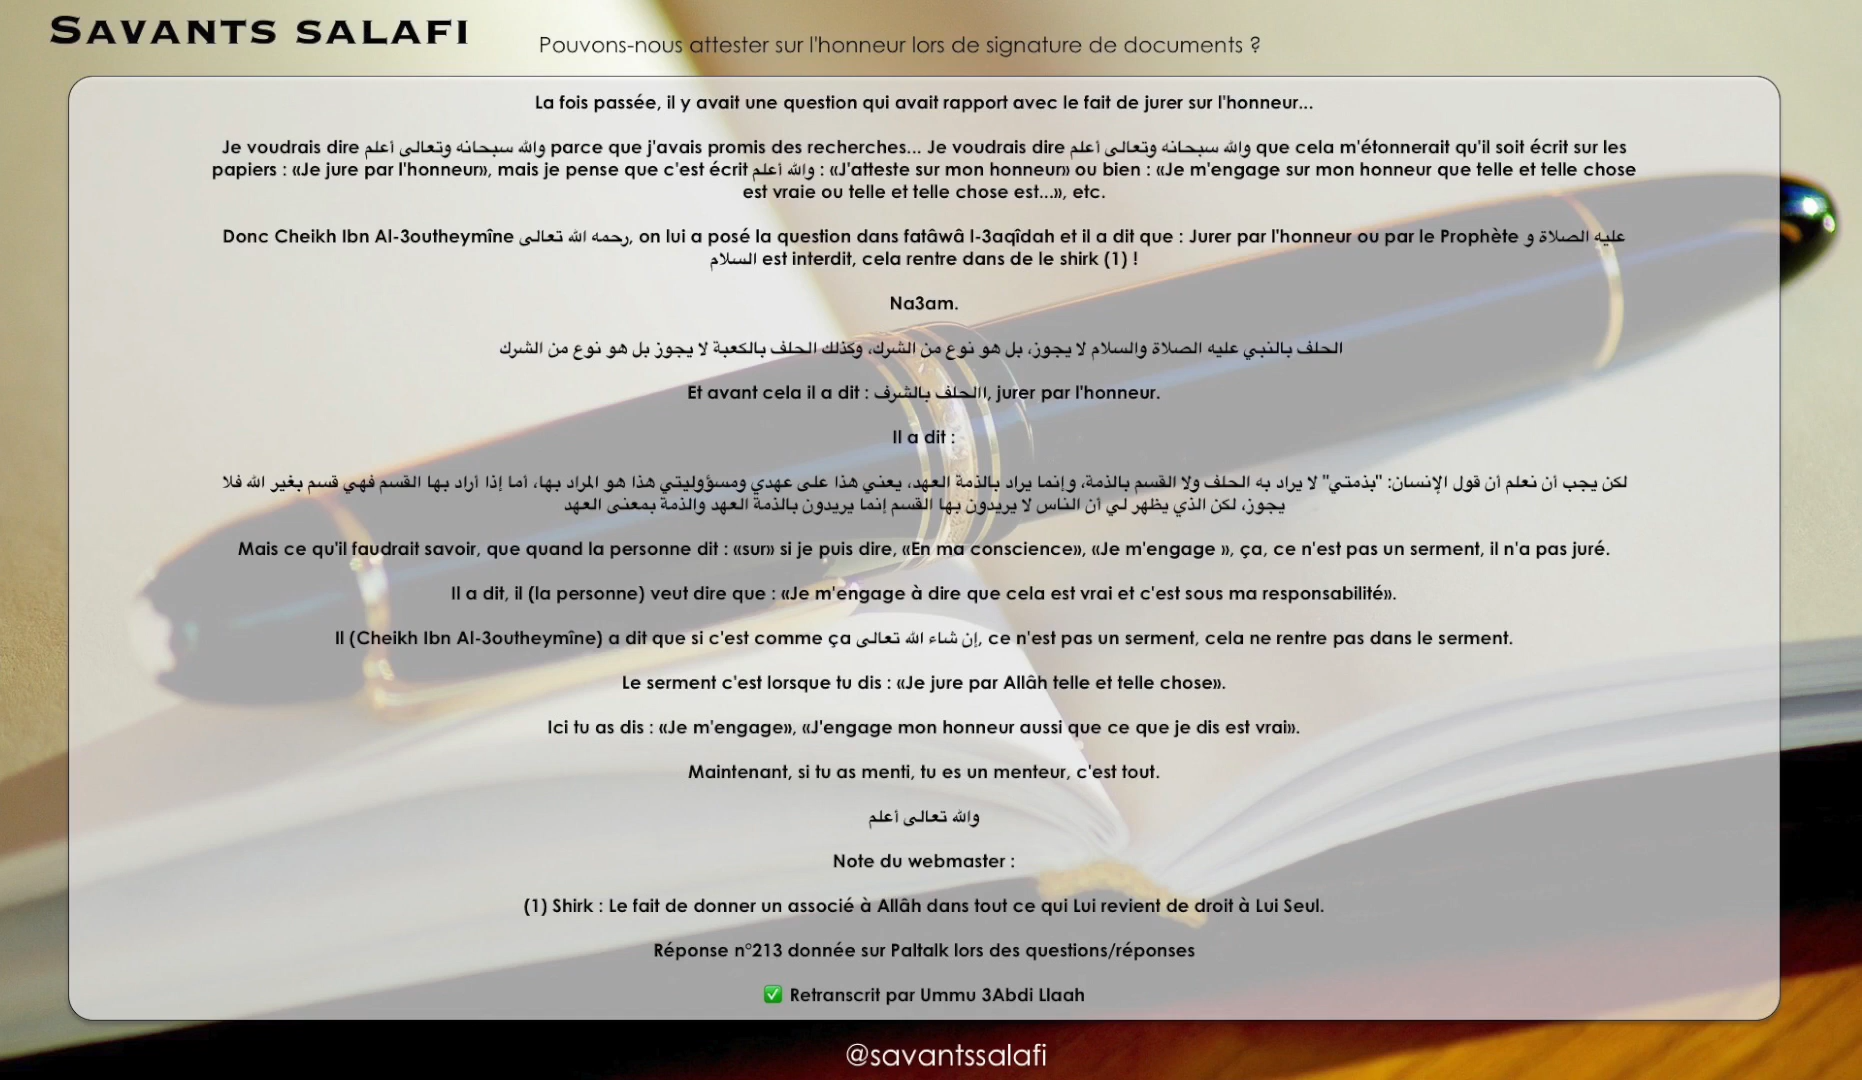 SAVANTS SALAFI
Pouvons-nous attester sur l'honneur lors de signature de documents ?
La fois passée, il y avait une question qui avait rapport avec le fait de jurer sur l'honneur...
Je voudrais dire والله سبحانه وتعالى أعلم parce que j'avais promis des recherches... Je voudrais dire والله سبحانه وتعالى أعلم que cela m'étonnerait qu'il soit écrit sur les
papiers : «Je jure par l'honneur», mais je pense que c'est écrit والله أعلم : «J'atteste sur mon honneur» ou bien : «Je m'engage sur mon honneur que telle et telle chose
est vraie ou telle et telle chose est...», etc.
Donc Cheikh Ibn Al-3outheymîne رحمه الله تعالى, on lui a posé la question dans fatâwâ l-3aqîdah et il a dit que : Jurer par l'honneur ou par le Prophète عليه الصلاة و
السلام est interdit, cela rentre dans de le shirk (1) !
Na3am.
الحلف بالنبي عليه الصلاة والسلام لا يجوز، بل هو نوع من الشرك، وكذلك الحلف بالكعبة لا يجوز بل هو نوع من الشرك
Et avant cela il a dit : االحلف بالشرف, jurer par l'honneur.
Il a dit :
لكن يجب أن نعلم أن قول الإنسان: "بذمتي" لا يراد به الحلف ولا القسم بالذمة، وإنما يراد بالذمة العهد، يعني هذا على عهدي ومسؤوليتي هذا هو المراد بها، أما إذا أراد بها القسم فهي قسم بغير الله فلا
يجوز، لكن الذي يظهر لي أن الناس لا يريدون بها القسم إنما يريدون بالذمة العهد والذمة بمعنى العهد
Mais ce qu'il faudrait savoir, que quand la personne dit : «sur» si je puis dire, «En ma conscience», «Je m'engage », ça, ce n'est pas un serment, il n'a pas juré.
Il a dit, il (la personne) veut dire que : «Je m'engage à dire que cela est vrai et c'est sous ma responsabilité».
Il (Cheikh Ibn Al-3outheymîne) a dit que si c'est comme ça إن شاء الله تعالى, ce n'est pas un serment, cela ne rentre pas dans le serment.
Le serment c'est lorsque tu dis : «Je jure par Allâh telle et telle chose».
Ici tu as dis : «Je m'engage», «J'engage mon honneur aussi que ce que je dis est vrai».
Maintenant, si tu as menti, tu es un menteur, c'est tout.
والله تعالى أعلم
Note du webmaster :
(1) Shirk : Le fait de donner un associé à Allâh dans tout ce qui Lui revient de droit à Lui Seul.
Réponse n°213 donnée sur Paltalk lors des questions/réponses
✅ Retranscrit par Ummu 3Abdi Llaah
@savantssalafi